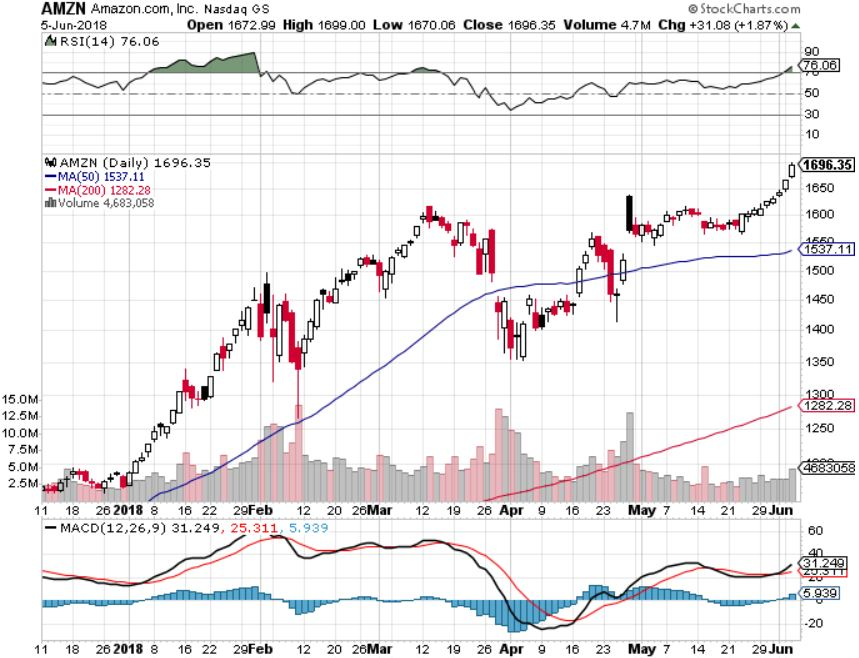 AMZN Amazon.com, Inc. Nasdaq GS © StockCharts.com
5-Jun-2018 Open 1672.99 High 1699.00 Low 1670.06 Close 1696.35 Volume 4.7M Chg +31.08 (+1.87%)
RSI(14) 76.06
90
76.06
70
50
30
10
AMZN (Daily) 1696.35
MA(50) 1537.11
MA(200) 1282.28
Volume 4,683,058
1696.35
1650
1600
1550
1537.11
1500
1450
1400
1350
1300
1282.28
1250
4683058
15.0M
12.5M
10.0M
7.5M
5.0M
2.5M
11 18 26 2018 8 16 22 29 Feb 12 20 26 Mar 12 19 26 Apr 9 16 23 May 7 14 21 29 Jun
MACD(12,26,9) 31.249, 25.311, 5.939
60
40
31.249
25.311
20
5.939
-20
11 18 26 2018 8 16 22 29 Feb 12 20 26 Mar 12 19 26 Apr 9 16 23 May 7 14 21 29 Jun